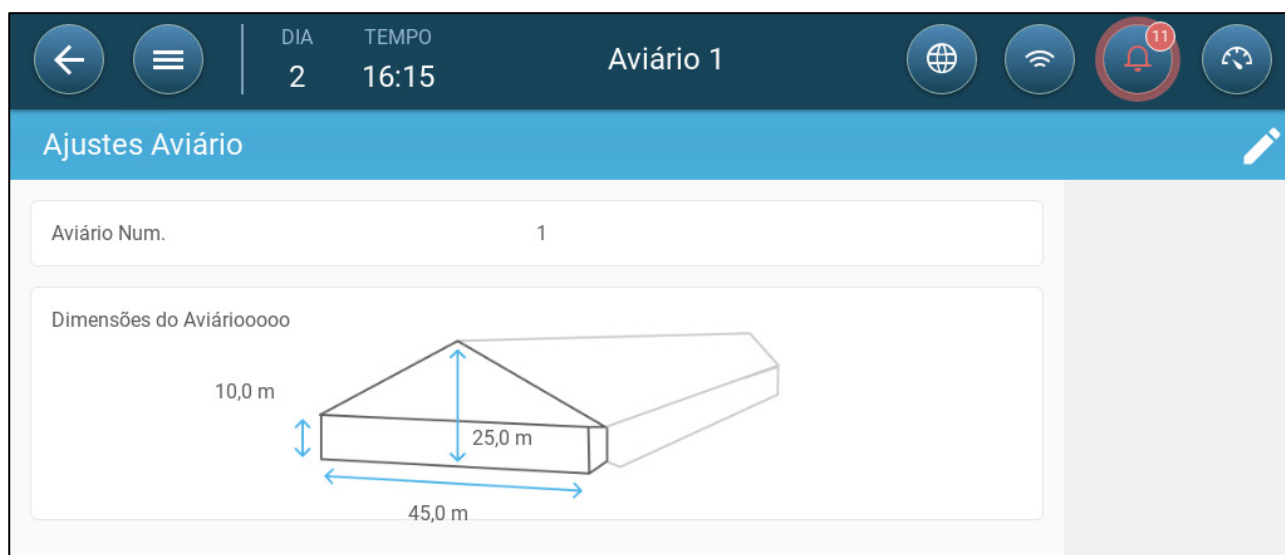 DIA
TEMPO
2
16:15
Aviário 1
11
Ajustes Aviário
Aviário Num.
1
Dimensões do Aviáriooooo
10,0 m
25,0 m
45,0 m